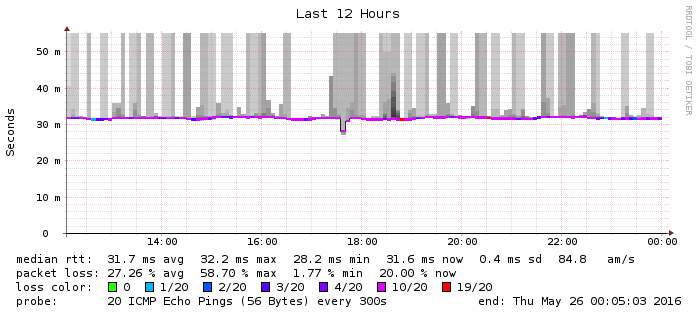 Last 12 Hours
RRDTOOL / TOBI OETIKER
Seconds
50 m
40 m
30 m
20 m
10 m
0
14:00 16:00 18:00 20:00 22:00 00:00
median rtt: 31.7 ms avg 32.2 ms max 28.2 ms min 31.6 ms now 0.4 ms sd 84.8 am/s
packet loss: 27.26 % avg 58.70 % max 1.77 % min 20.00 % now
loss color: 0 1/20 2/20 3/20 4/20 10/20 19/20
probe: 20 ICMP Echo Pings (56 Bytes) every 300s end: Thu May 26 00:05:03 2016